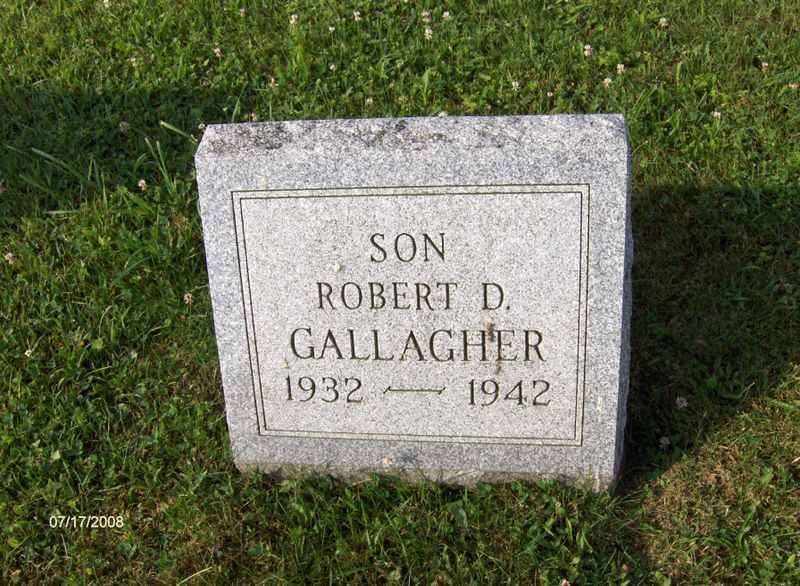 SON
ROBERT D.
GALLAGHER
1932 — 1942
07/17/2008